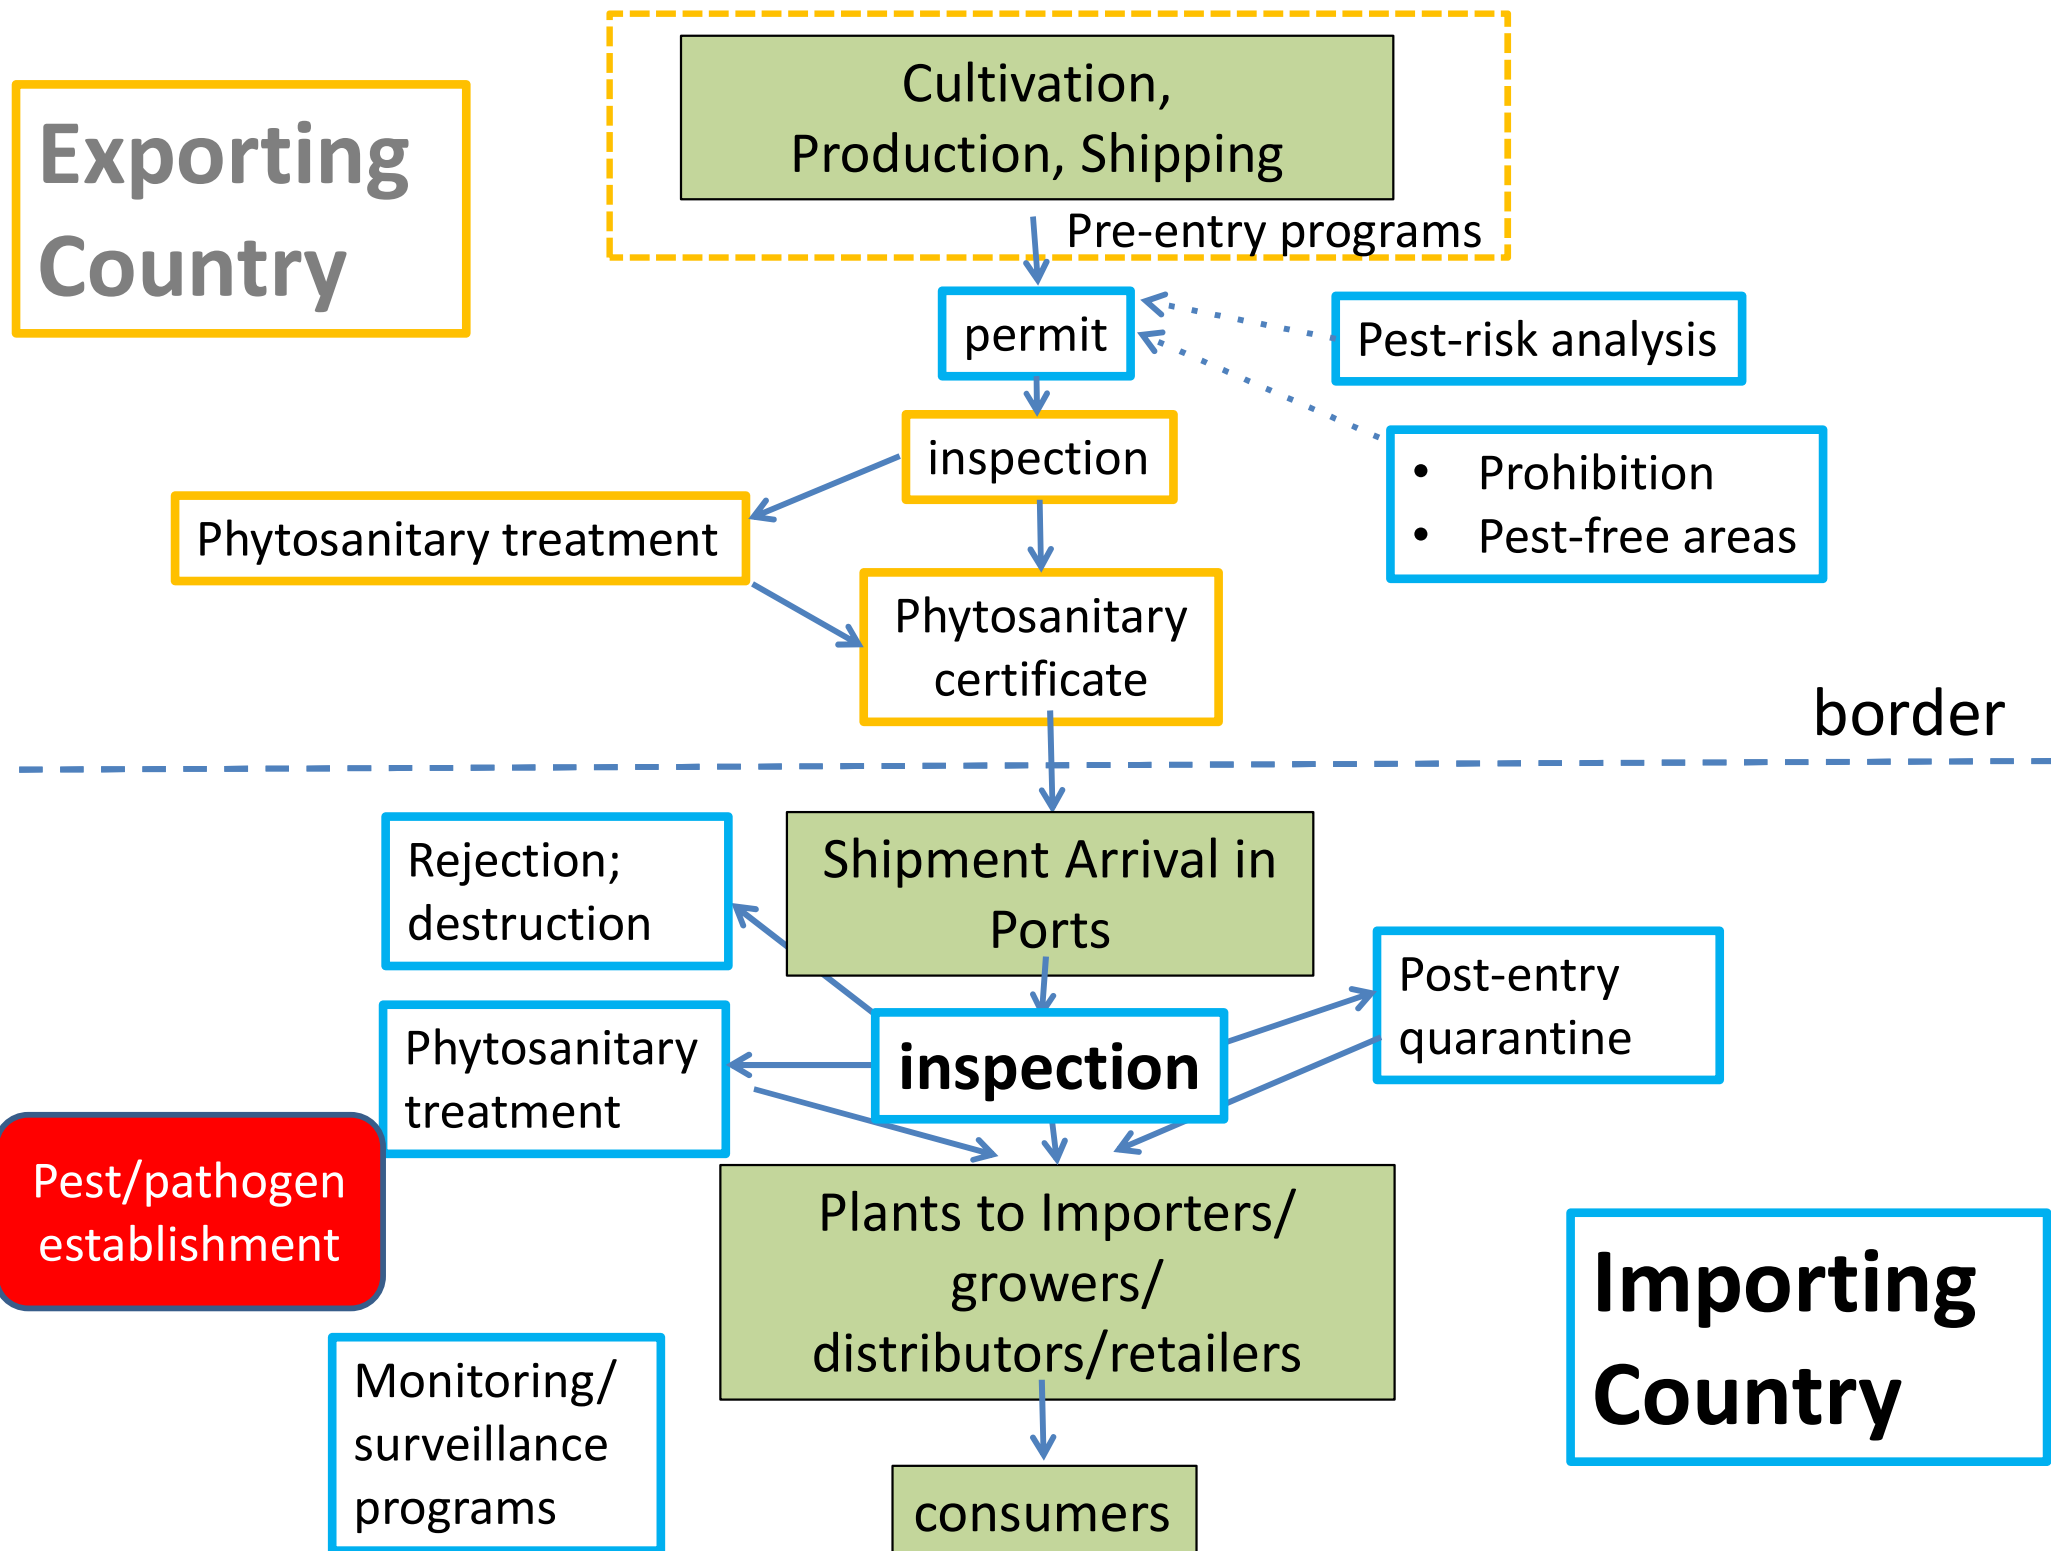 Exporting
Country
Cultivation,
Production, Shipping
Pre-entry programs
permit
Pest-risk analysis
inspection
• Prohibition
• Pest-free areas
Phytosanitary treatment
Phytosanitary
certificate
border
Shipment Arrival in
Ports
Rejection;
destruction
Post-entry
quarantine
inspection
Phytosanitary
treatment
Pest/pathogen
establishment
Plants to Importers/
growers/
distributors/retailers
Importing
Country
Monitoring/
surveillance
programs
consumers